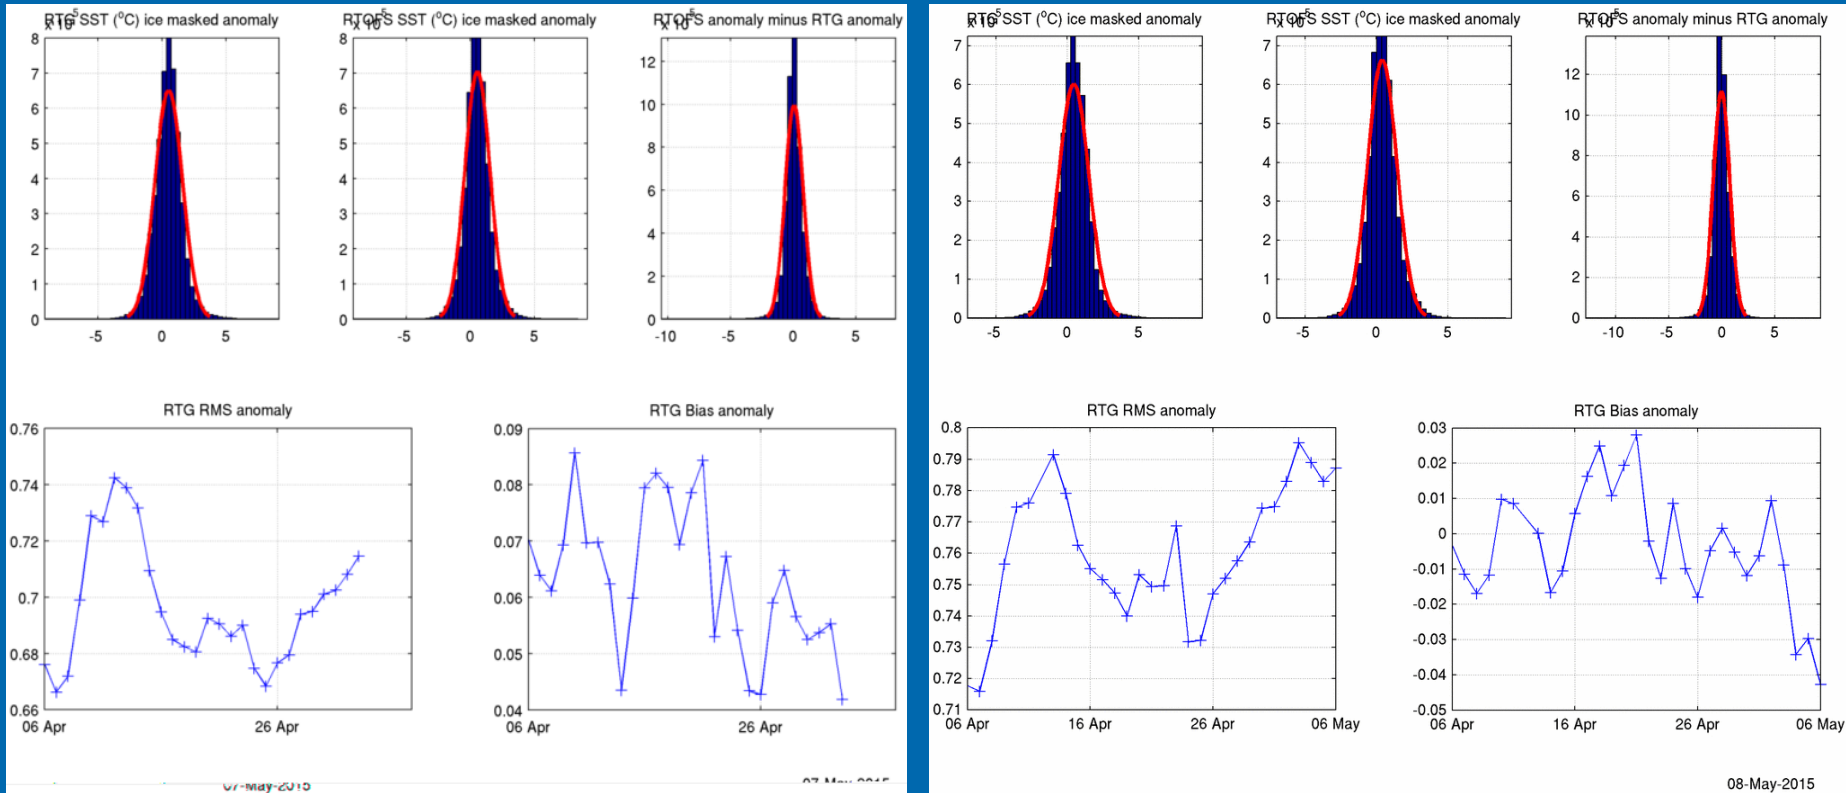 RTG SST (°C) ice masked anomaly RTOFS SST (°C) ice masked anomaly RTOFS anomaly minus RTG anomaly
x 10^5 x 10^5 x 10^5
8 8 12
7 7 10
6 6 8
5 5 6
4 4 4
3 3 2
2 2 0
1 1
0 0
-5 0 5 -5 0 5 -10 -5 0 5
RTG RMS anomaly RTG Bias anomaly
0.76 0.09
0.74 0.08
0.72 0.07
0.7 0.06
0.68 0.05
0.66 0.04
06 Apr 26 Apr 06 Apr 26 Apr
07-May-2015 07-May-2015
RTG SST (°C) ice masked anomaly RTOFS SST (°C) ice masked anomaly RTOFS anomaly minus RTG anomaly
x 10^5 x 10^5 x 10^5
7 7 12
6 6 10
5 5 8
4 4 6
3 3 4
2 2 2
1 1 0
0 0
-5 0 5 -5 0 5 -10 -5 0 5
RTG RMS anomaly RTG Bias anomaly
0.8 0.03
0.79 0.02
0.78 0.01
0.77 0
0.76 -0.01
0.75 -0.02
0.74 -0.03
0.73 -0.04
0.72 -0.05
0.71
06 Apr 16 Apr 26 Apr 06 May 06 Apr 16 Apr 26 Apr 06 May
08-May-2015